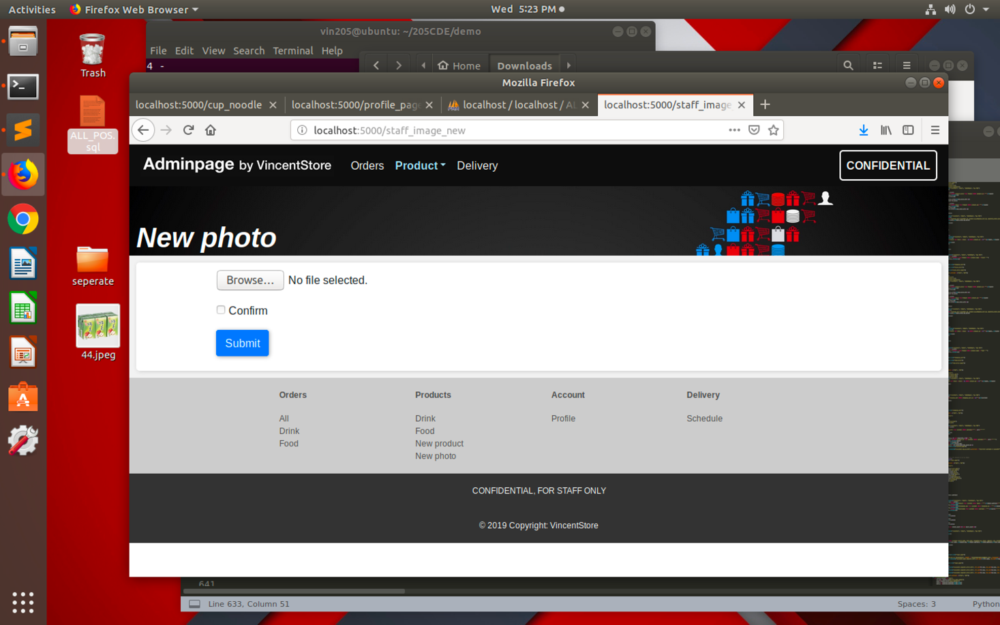 Activities Firefox Web Browser Wed 5:23 PM
vin205@ubuntu: ~/205CDE/demo
File Edit View Search Terminal Help
4 -
Home Downloads
Mozilla Firefox
localhost:5000/cup_noodle localhost:5000/profile_pag localhost / localhost / AL localhost:5000/staff_image_
localhost:5000/staff_image_new
Adminpage by VincentStore Orders Product Delivery CONFIDENTIAL
New photo
Browse... No file selected.
Confirm
Submit
Orders Products Account Delivery
All Drink Profile Schedule
Drink Food
Food New product
New photo
CONFIDENTIAL, FOR STAFF ONLY
© 2019 Copyright: VincentStore
Trash
ALL_POS.
sql
seperate
44.jpeg
641
Line 633, Column 51 Spaces: 3 Python